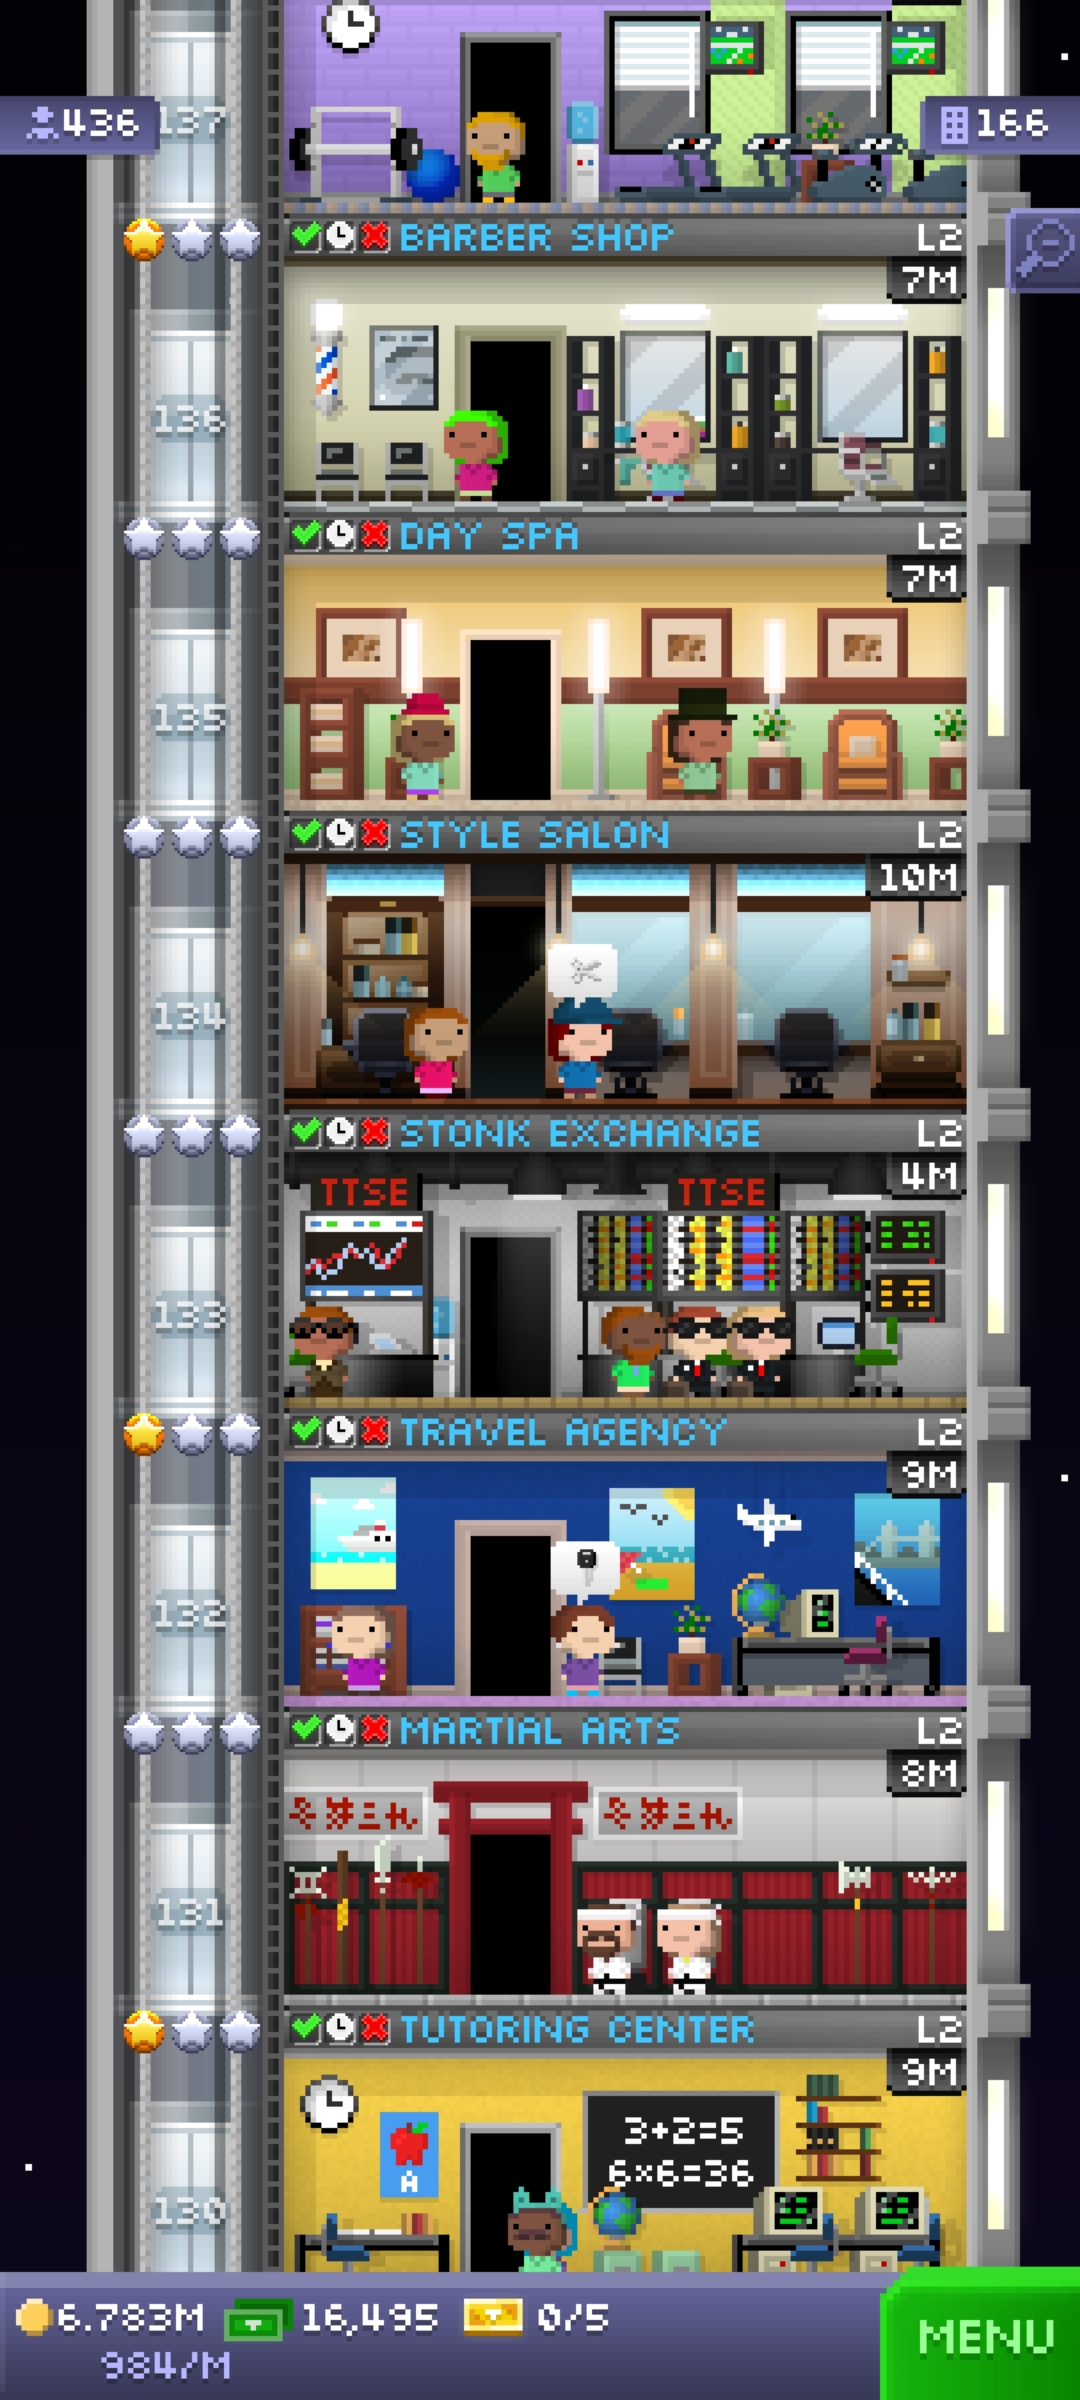 137
436
166
BARBER SHOP
L2
7M
136
DAY SPA
L2
7M
135
STYLE SALON
L2
10M
134
STONK EXCHANGE
L2
4M
TTSE
TTSE
133
TRAVEL AGENCY
L2
9M
132
MARTIAL ARTS
L2
8M
131
TUTORING CENTER
L2
9M
3+2=5
6×6=36
A
130
6.783M
16,495
0/5
984/M
MENU